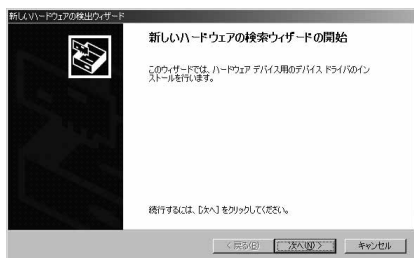 新しいハードウェアの検出ウィザード
新しいハードウェアの検索ウィザードの開始
このウィザードでは、ハードウェア デバイス用のデバイス ドライバのイン
ストールを行います。
続行するには、[次へ] をクリックしてください。
< 戻る(B)
次へ(N) >
キャンセル